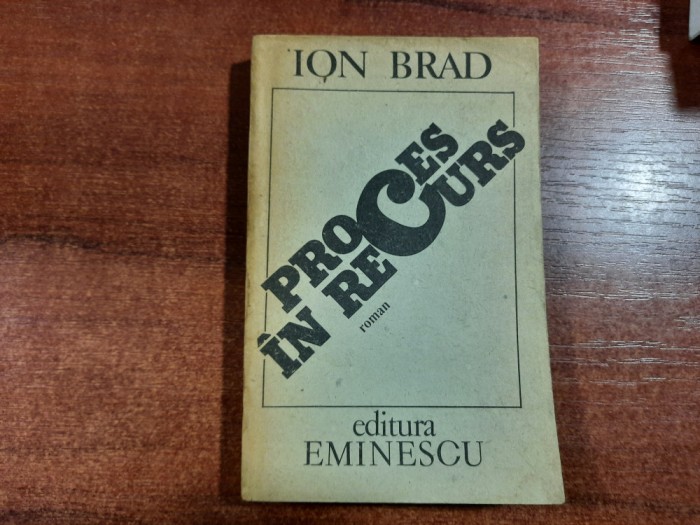 ION BRAD
PROCES
ÎN RECURS
roman
editura
EMINESCU